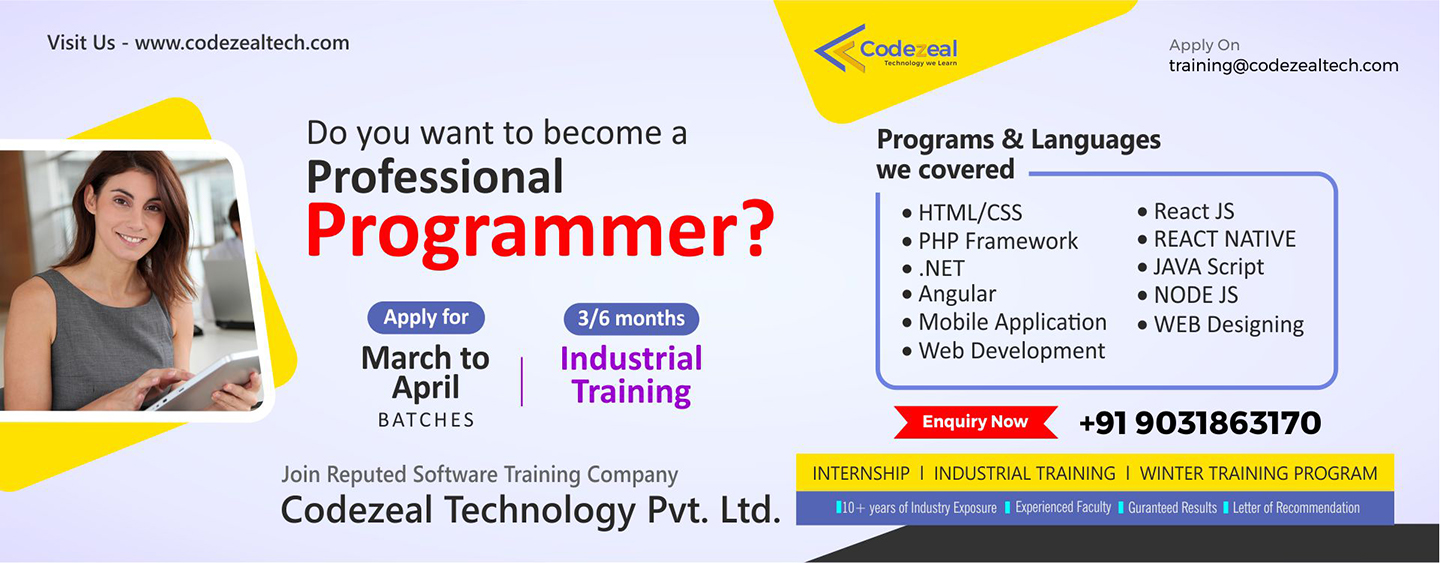 Visit Us - www.codezealtech.com
Codezeal
Technology we Learn
Apply On
training@codezealtech.com
Do you want to become a
Professional
Programmer?
Apply for
March to
April
BATCHES
3/6 months
Industrial
Training
Join Reputed Software Training Company
Codezeal Technology Pvt. Ltd.
Programs & Languages
we covered
• HTML/CSS
• PHP Framework
• .NET
• Angular
• Mobile Application
• Web Development
• React JS
• REACT NATIVE
• JAVA Script
• NODE JS
• WEB Designing
Enquiry Now
+91 9031863170
INTERNSHIP | INDUSTRIAL TRAINING | WINTER TRAINING PROGRAM
10+ years of Industry Exposure Experienced Faculty Guranteed Results Letter of Recommendation